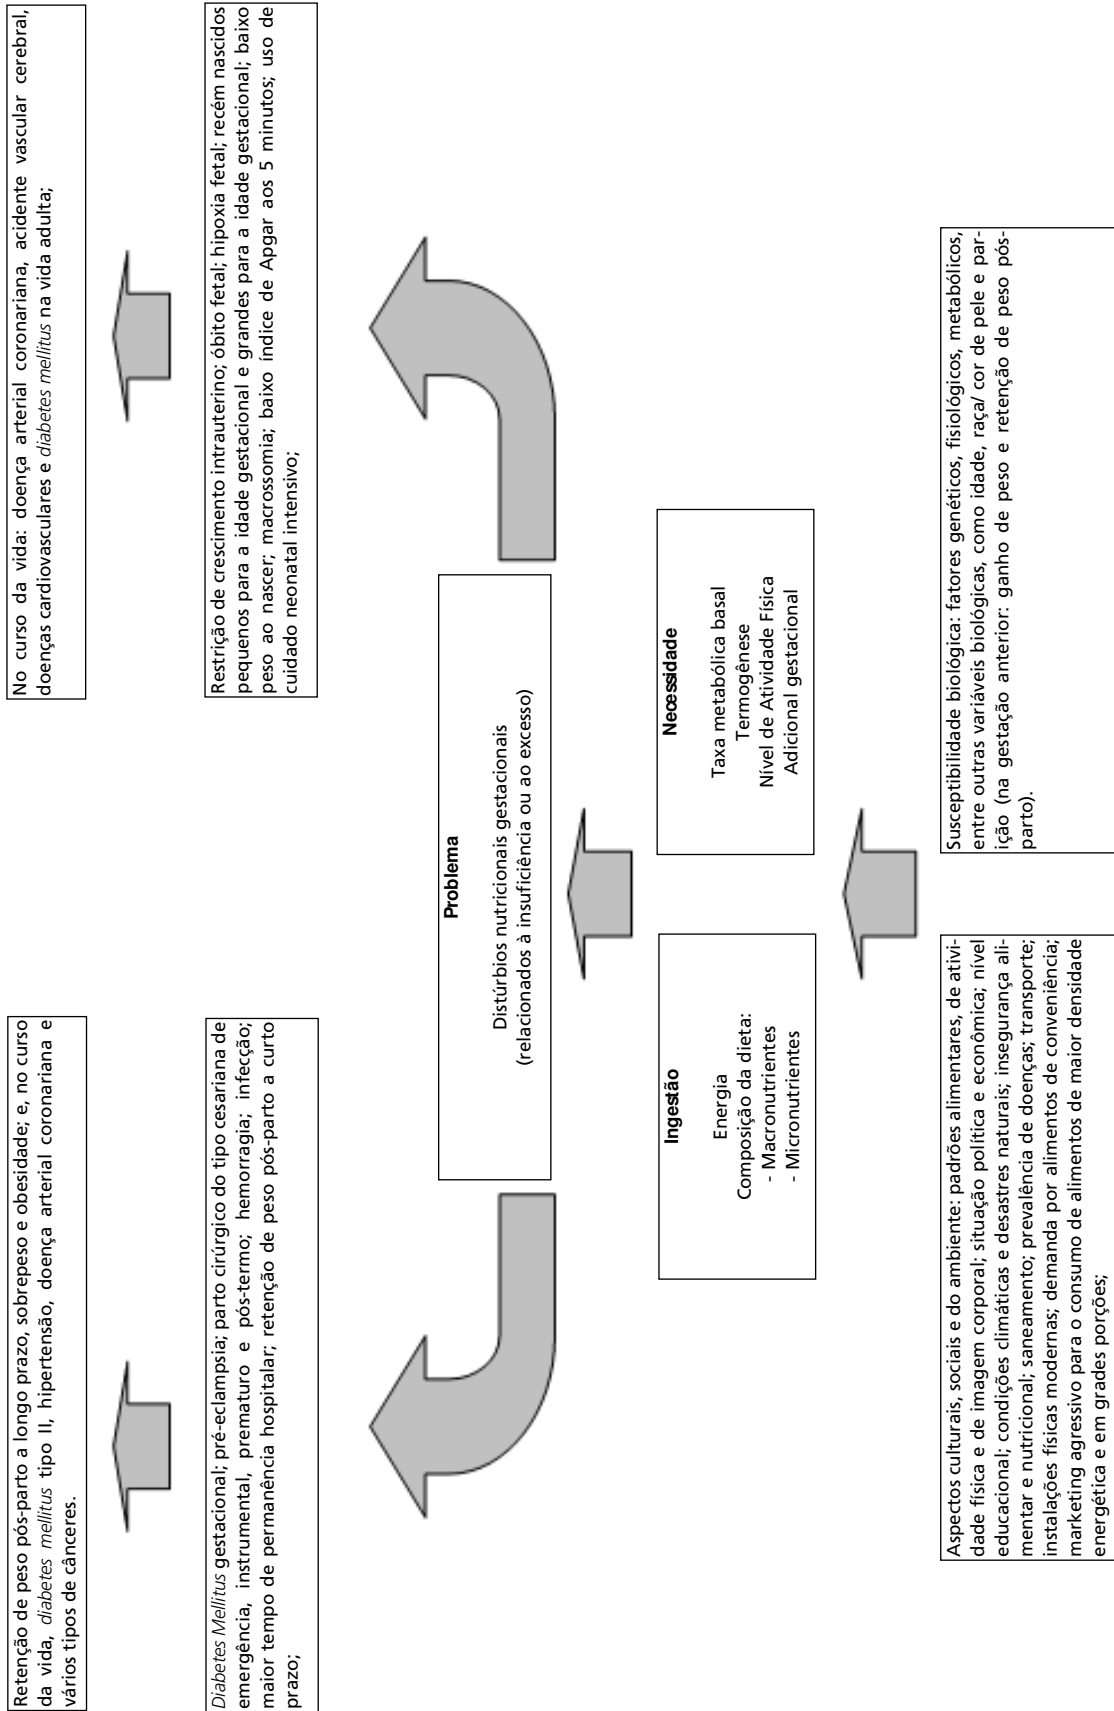 Retenção de peso pós-parto a longo prazo, sobrepeso e obesidade; e, no curso
da vida, diabetes mellitus tipo II, hipertensão, doença arterial coronariana e
vários tipos de cânceres.
No curso da vida: doença arterial coronariana, acidente vascular cerebral,
doenças cardiovasculares e diabetes mellitus na vida adulta;
Diabetes Mellitus gestacional; pré-eclampsia; parto cirúrgico do tipo cesariana de
emergência, instrumental, prematuro e pós-termo; hemorragia; infecção;
maior tempo de permanência hospitalar; retenção de peso pós-parto a curto
prazo;
Restrição de crescimento intrauterino; óbito fetal; hipoxia fetal; recém nascidos
pequenos para a idade gestacional e grandes para a idade gestacional; baixo
peso ao nascer; macrossomia; baixo índice de Apgar aos 5 minutos; uso de
cuidado neonatal intensivo;
Problema
Distúrbios nutricionais gestacionais
(relacionados à insuficiência ou ao excesso)
Ingestão
Energia
Composição da dieta:
- Macronutrientes
- Micronutrientes
Necessidade
Taxa metabólica basal
Termogênese
Nível de Atividade Física
Adicional gestacional
Aspectos culturais, sociais e do ambiente: padrões alimentares, de ativi-
dade física e de imagem corporal; situação política e econômica; nível
educacional; condições climáticas e desastres naturais; insegurança ali-
mentar e nutricional; saneamento; prevalência de doenças; transporte;
instalações físicas modernas; demanda por alimentos de conveniência;
marketing agressivo para o consumo de alimentos de maior densidade
energética e em grades porções;
Susceptibilidade biológica: fatores genéticos, fisiológicos, metabólicos,
entre outras variáveis biológicas, como idade, raça/ cor de pele e par-
ição (na gestação anterior: ganho de peso e retenção de peso pós-
parto).